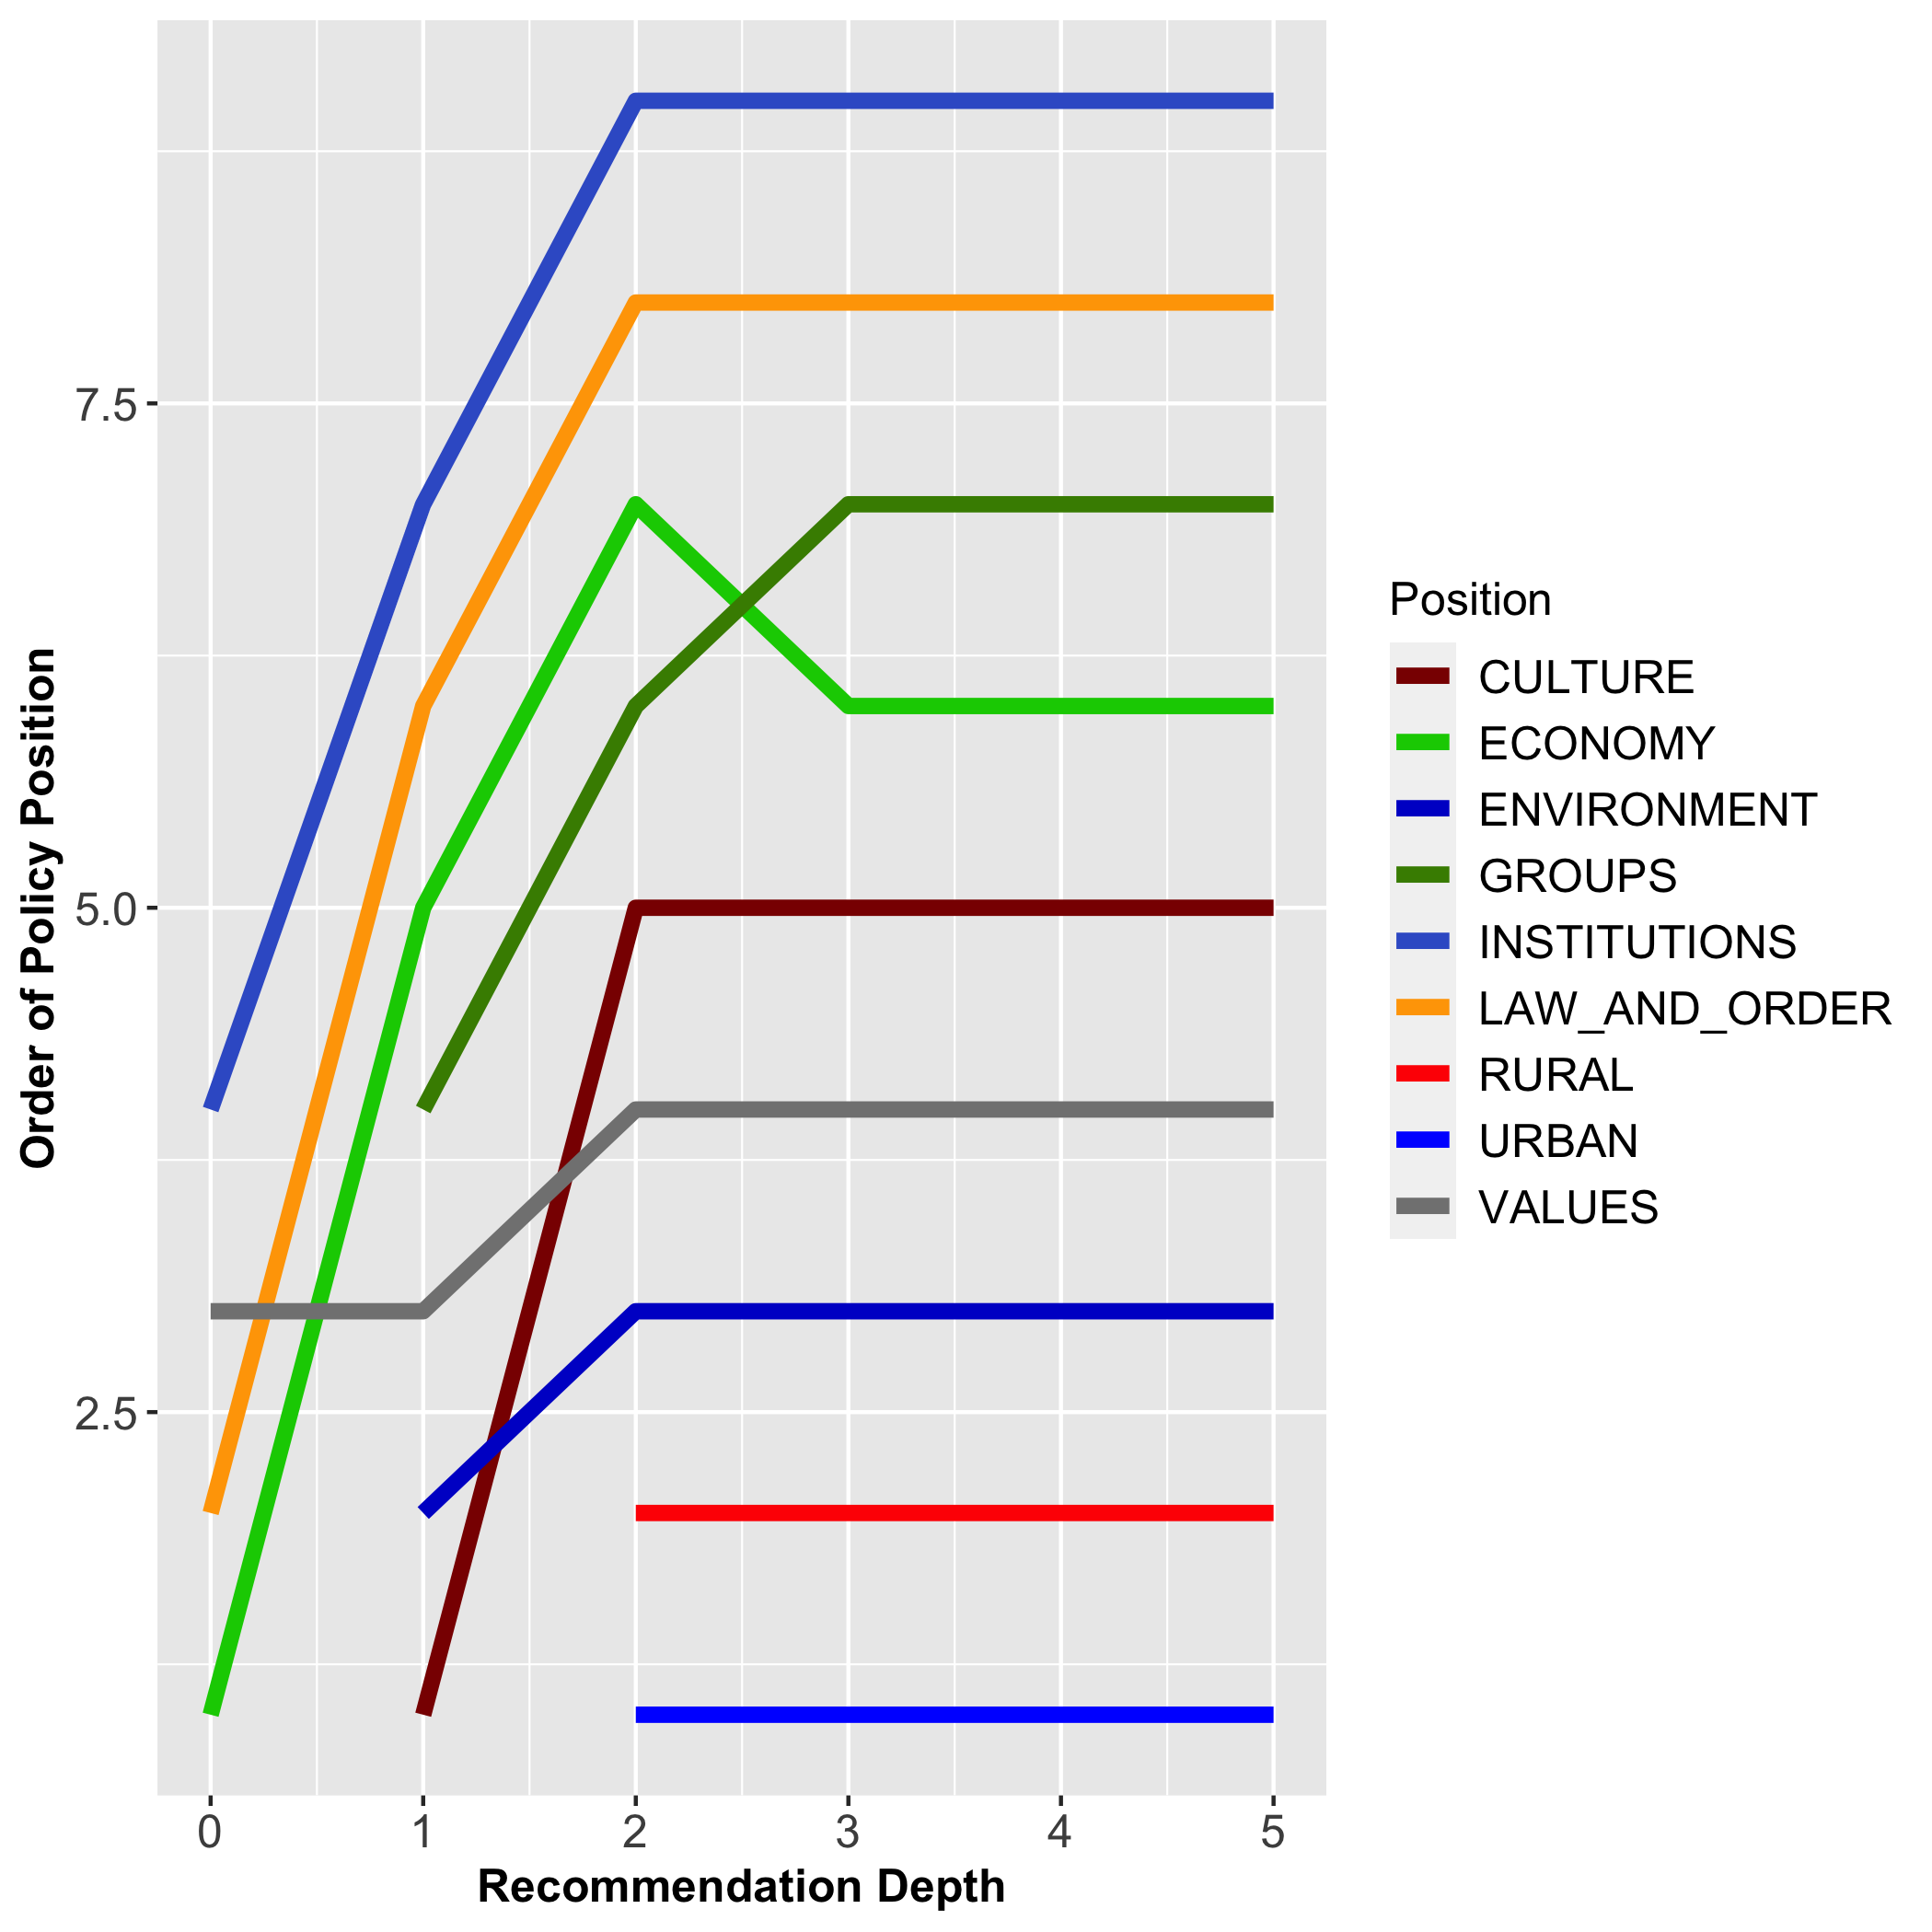 Order of Policy Position
7.5
5.0
2.5
0 1 2 3 4 5
Recommendation Depth
Position
CULTURE
ECONOMY
ENVIRONMENT
GROUPS
INSTITUTIONS
LAW_AND_ORDER
RURAL
URBAN
VALUES